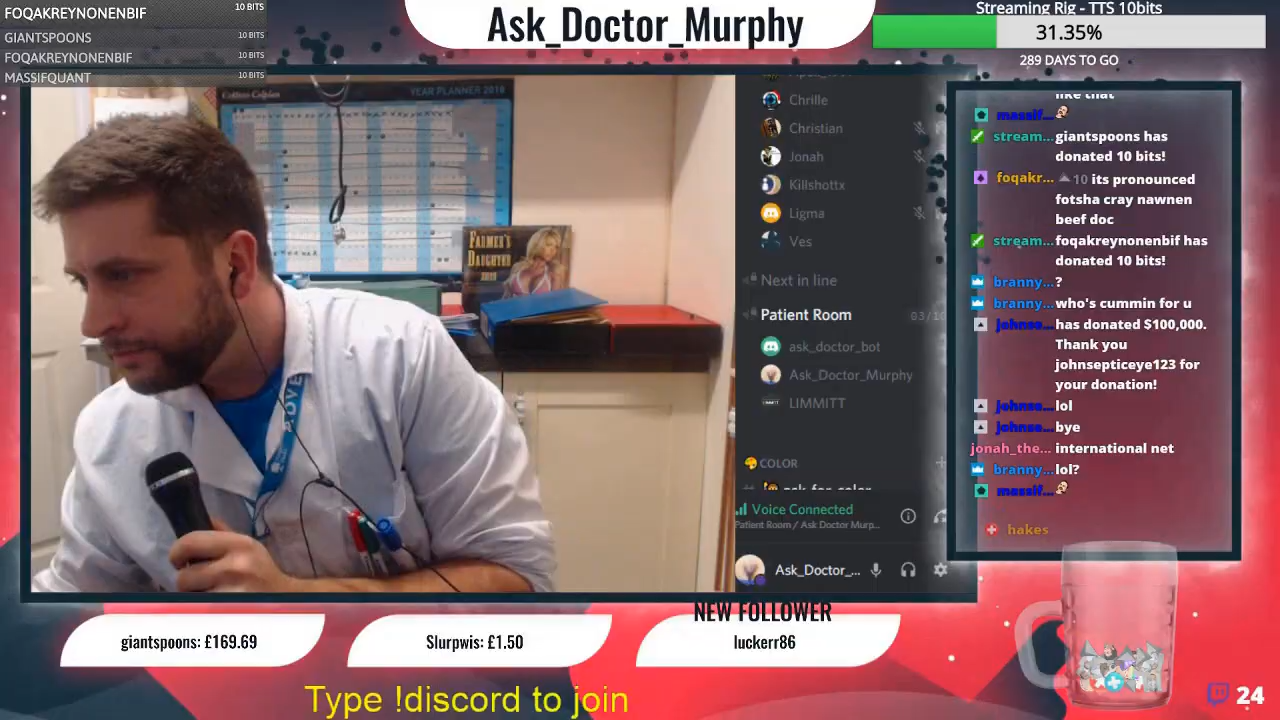 FOQAKREYNONENBIF 10 BITS
GIANTSPOONS 10 BITS
FOQAKREYNONENBIF 10 BITS
MASSIFQUANT 10 BITS
Ask_Doctor_Murphy
Streaming Rig - TTS 10bits
31.35%
289 DAYS TO GO
YEAR PLANNER 2018
FARMER'S
DAUGHTER
Chrille
Christian
Jonah
Killshottx
Ligma
Ves
Next in line
Patient Room 03/10
ask_doctor_bot
Ask_Doctor_Murphy
LIMMITT
COLOR
ask-for-color
Voice Connected
Patient Room / Ask Doctor Murp...
Ask_Doctor_...
like that
massif...
stream... giantspoons has
donated 10 bits!
foqakr... 10 its pronounced
fotsha cray nawnen
beef doc
stream... foqakreynonenbif has
donated 10 bits!
branny... ?
branny... who's cummin for u
johnse... has donated $100,000.
Thank you
johnsepticeye123 for
your donation!
johnse... lol
johnse... bye
jonah_the... international net
branny... lol?
massif...
hakes
NEW FOLLOWER
giantspoons: £169.69
Slurpwis: £1.50
luckerr86
Type !discord to join
24